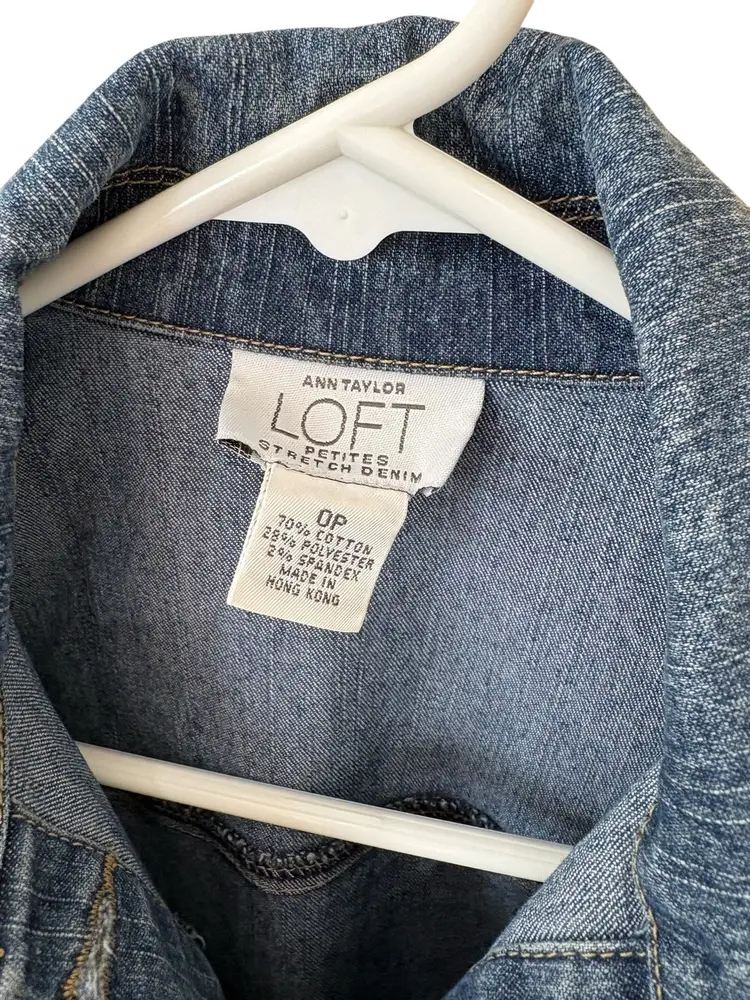 ANN TAYLOR
LOFT
PETITES
STRETCH DENIM
0P
70% COTTON
28% POLYESTER
2% SPANDEX
MADE IN
HONG KONG